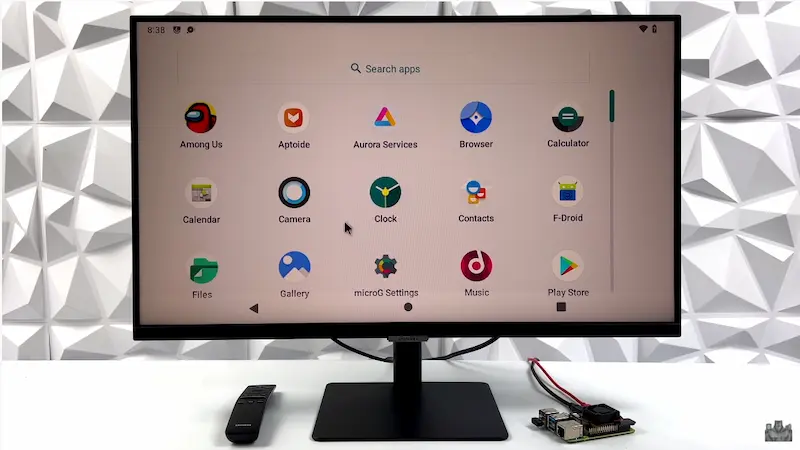 8:38
Search apps
Among Us
Aptoide
Aurora Services
Browser
Calculator
Calendar
Camera
Clock
Contacts
F-Droid
Files
Gallery
microG Settings
Music
Play Store